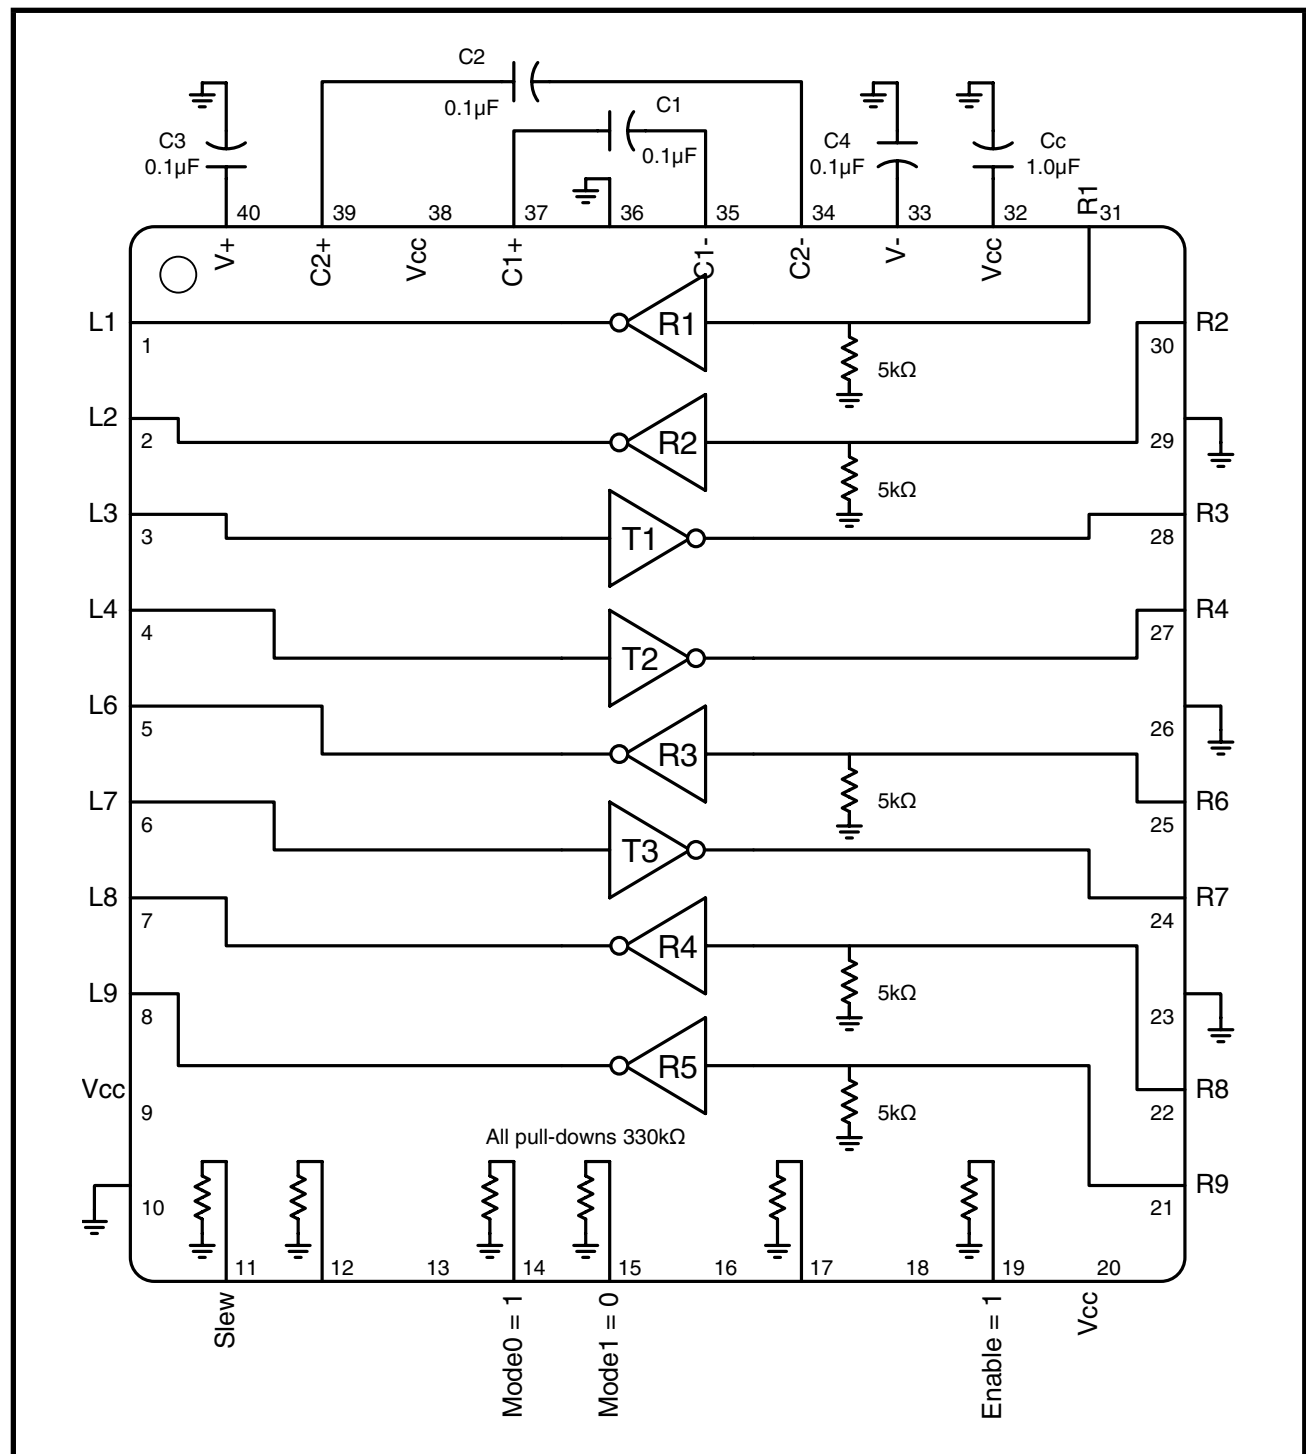 C2
0.1µF
C1
0.1µF
C3
0.1µF
C4
0.1µF
Cc
1.0µF
R1
40 39 38 37 36 35 34 33 32 31
V+ C2+ Vcc C1+ C1- C2- V- Vcc
L1 1 R1 5kΩ 30 R2
L2 2 R2 5kΩ 29
L3 3 T1 28 R3
L4 4 T2 27 R4
L6 5 R3 5kΩ 26
L7 6 T3 25 R6
L8 7 R4 5kΩ 24 R7
L9 8 R5 5kΩ 23
Vcc 9 22 R8
All pull-downs 330kΩ
10 21 R9
11 12 13 14 15 16 17 18 19 20
Slew Mode0 = 1 Mode1 = 0 Enable = 1 Vcc